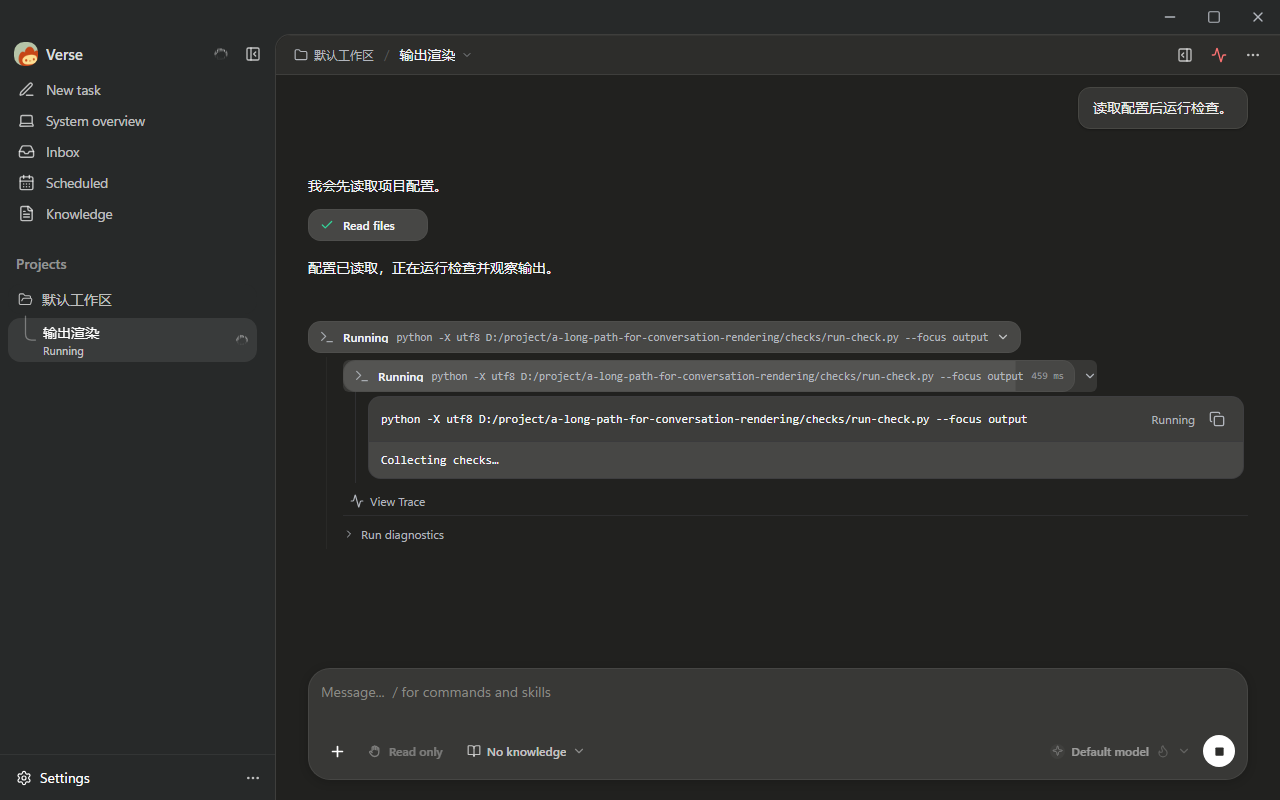 Verse
New task
System overview
Inbox
Scheduled
Knowledge
Projects
默认工作区
输出渲染
Running
Settings
默认工作区 / 输出渲染
读取配置后运行检查。
我会先读取项目配置。
Read files
配置已读取，正在运行检查并观察输出。
Running python -X utf8 D:/project/a-long-path-for-conversation-rendering/checks/run-check.py --focus output
Running python -X utf8 D:/project/a-long-path-for-conversation-rendering/checks/run-check.py --focus output 459 ms
python -X utf8 D:/project/a-long-path-for-conversation-rendering/checks/run-check.py --focus output Running
Collecting checks…
View Trace
Run diagnostics
Message... / for commands and skills
Read only No knowledge Default model